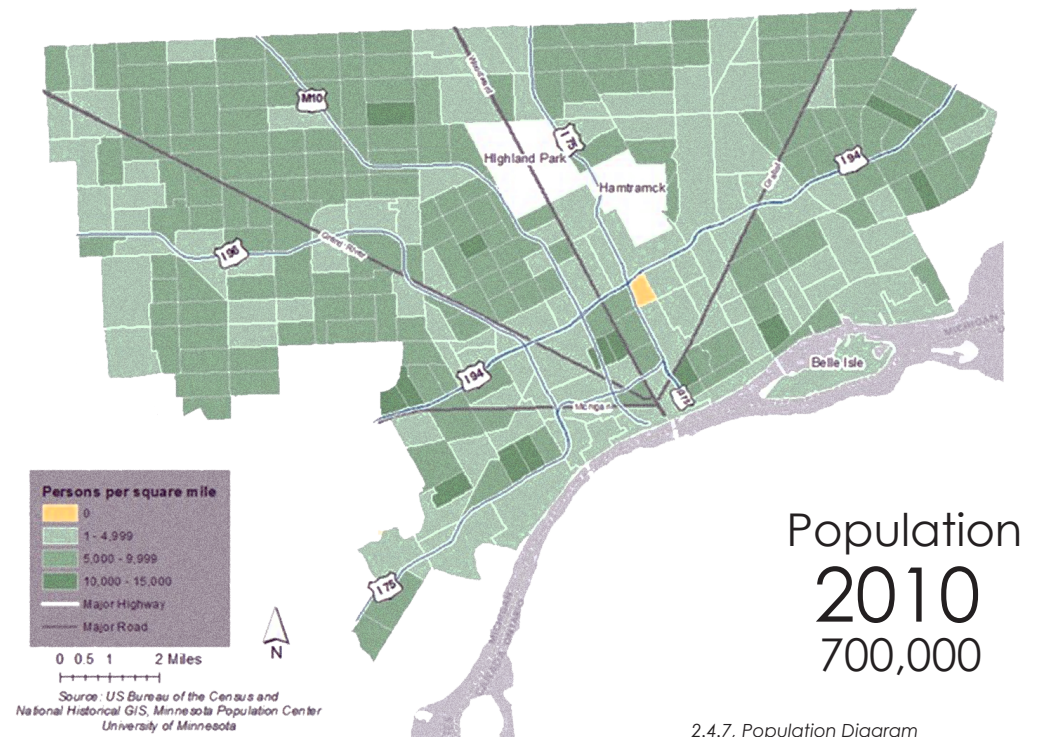 M10
Woodward
I 75
Highland Park
Hamtramck
Gratiot
I 94
I 96
Grand River
MICHIGAN
Belle Isle
I 94
Michigan
I 75
Persons per square mile
0
1 - 4,999
5,000 - 9,999
10,000 - 15,000
Major Highway
Major Road
I 75
N
0 0.5 1 2 Miles
Source: US Bureau of the Census and
National Historical GIS, Minnesota Population Center
University of Minnesota
Population
2010
700,000
2.4.7, Population Diagram